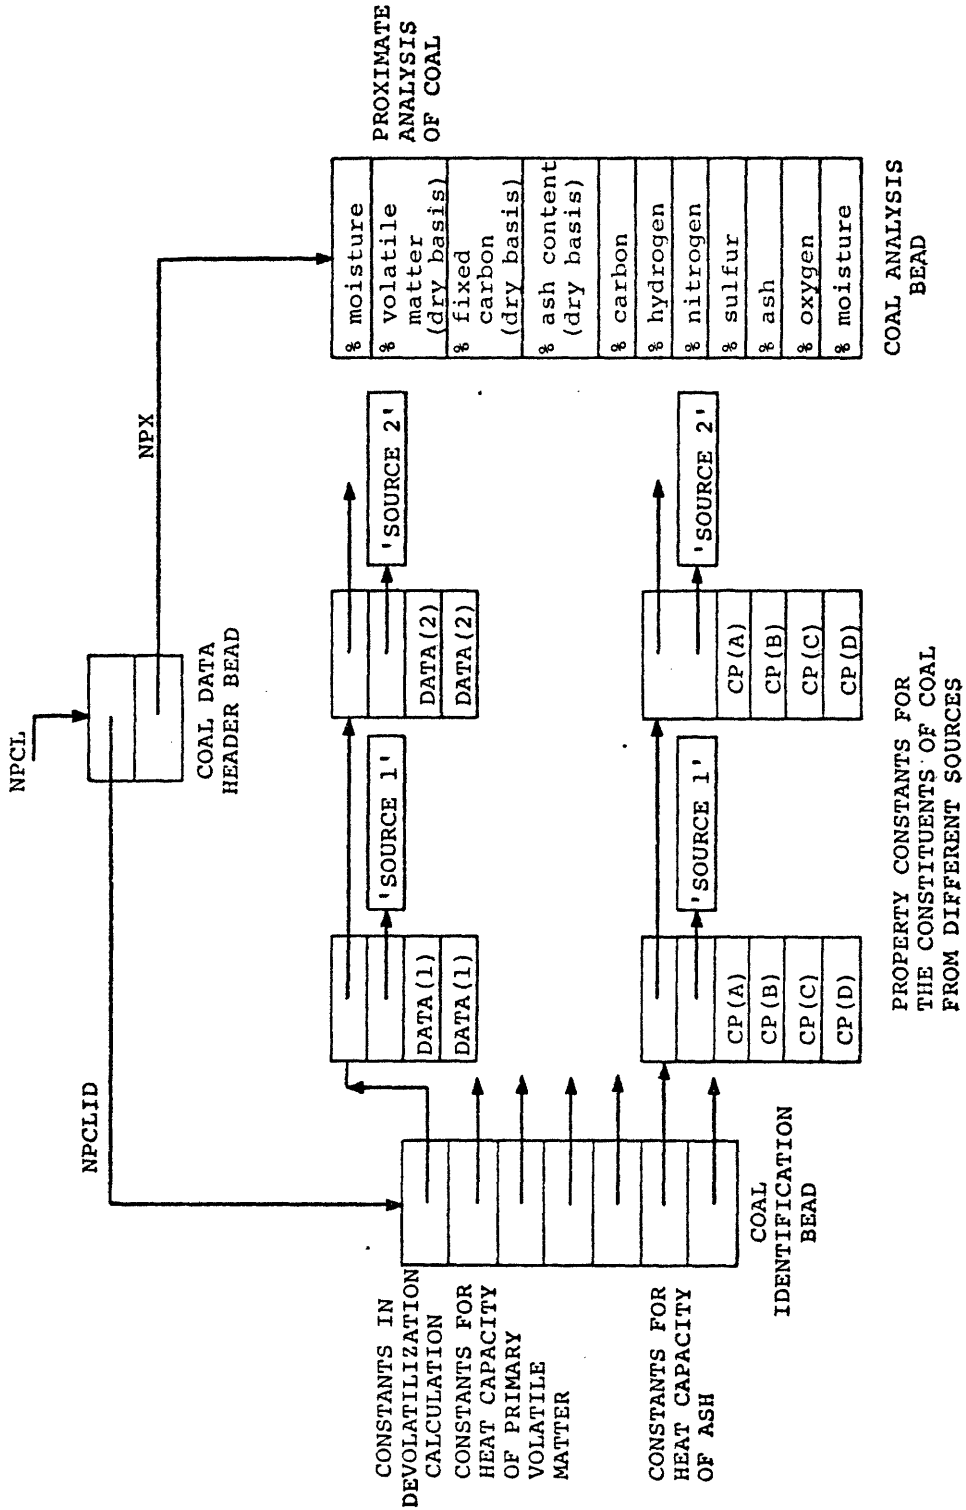 NPCL
NPCLID
NPX
COAL DATA
HEADER BEAD
CONSTANTS IN
DEVOLATILIZATION
CALCULATION
CONSTANTS FOR
HEAT CAPACITY
OF PRIMARY
VOLATILE
MATTER
CONSTANTS FOR
HEAT CAPACITY
OF ASH
COAL
IDENTIFICATION
BEAD
DATA(1)
DATA(1)
'SOURCE 1'
DATA(2)
DATA(2)
'SOURCE 2'
CP(A)
CP(B)
CP(C)
CP(D)
'SOURCE 1'
CP(A)
CP(B)
CP(C)
CP(D)
'SOURCE 2'
PROPERTY CONSTANTS FOR
THE CONSTITUENTS OF COAL
FROM DIFFERENT SOURCES
% moisture
% volatile
matter
(dry basis)
% fixed
carbon
(dry basis)
% ash content
(dry basis)
% carbon
% hydrogen
% nitrogen
% sulfur
% ash
% oxygen
% moisture
PROXIMATE
ANALYSIS
OF COAL
COAL ANALYSIS
BEAD